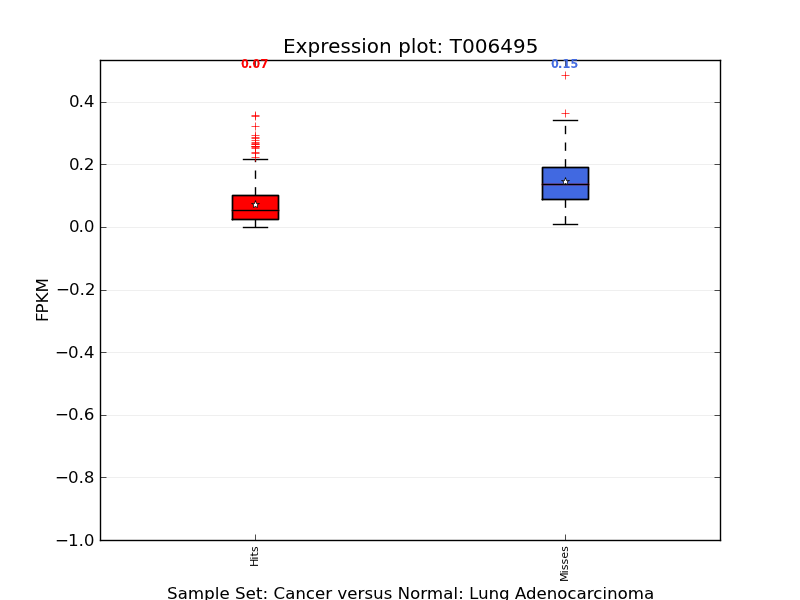 Expression plot: T006495
0.07
0.15
0.4
0.2
0.0
−0.2
−0.4
−0.6
−0.8
−1.0
FPKM
Hits
Misses
Sample Set: Cancer versus Normal: Lung Adenocarcinoma